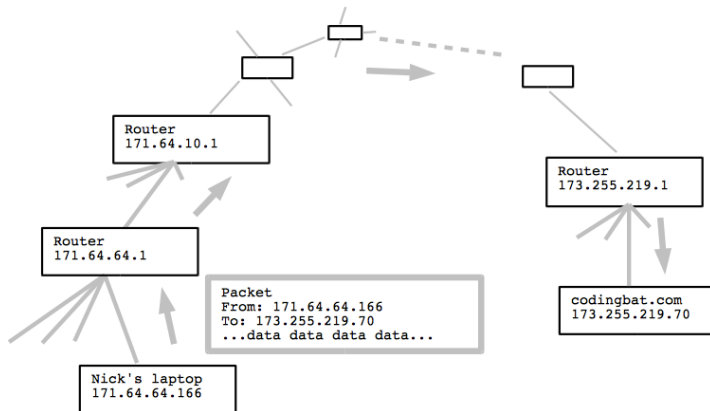 Router
171.64.10.1
Router
173.255.219.1
Router
171.64.64.1
Packet
From: 171.64.64.166
To: 173.255.219.70
...data data data data...
codingbat.com
173.255.219.70
Nick's laptop
171.64.64.166